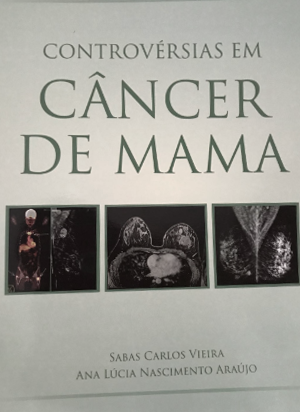 CONTROVÉRSIAS EM
CÂNCER
DE MAMA
SABAS CARLOS VIEIRA
ANA LÚCIA NASCIMENTO ARAÚJO